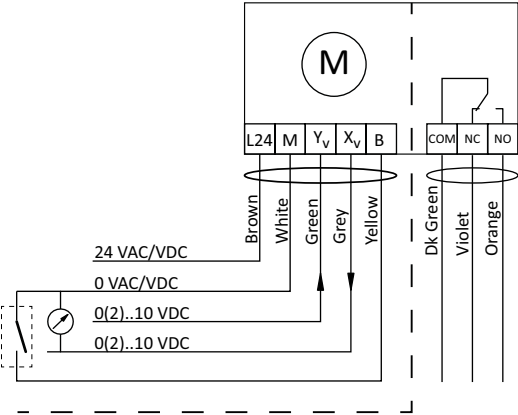 M
L24 M Yv Xv B COM NC NO
Brown White Green Grey Yellow Dk Green Violet Orange
24 VAC/VDC
0 VAC/VDC
0(2)..10 VDC
0(2)..10 VDC